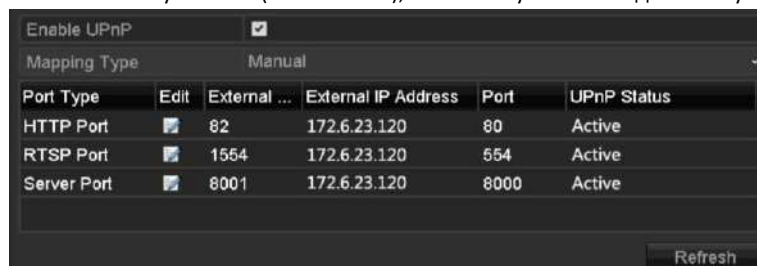 Enable UPnP
Mapping Type Manual
Port Type Edit External ... External IP Address Port UPnP Status
HTTP Port 82 172.6.23.120 80 Active
RTSP Port 1554 172.6.23.120 554 Active
Server Port 8001 172.6.23.120 8000 Active
Refresh